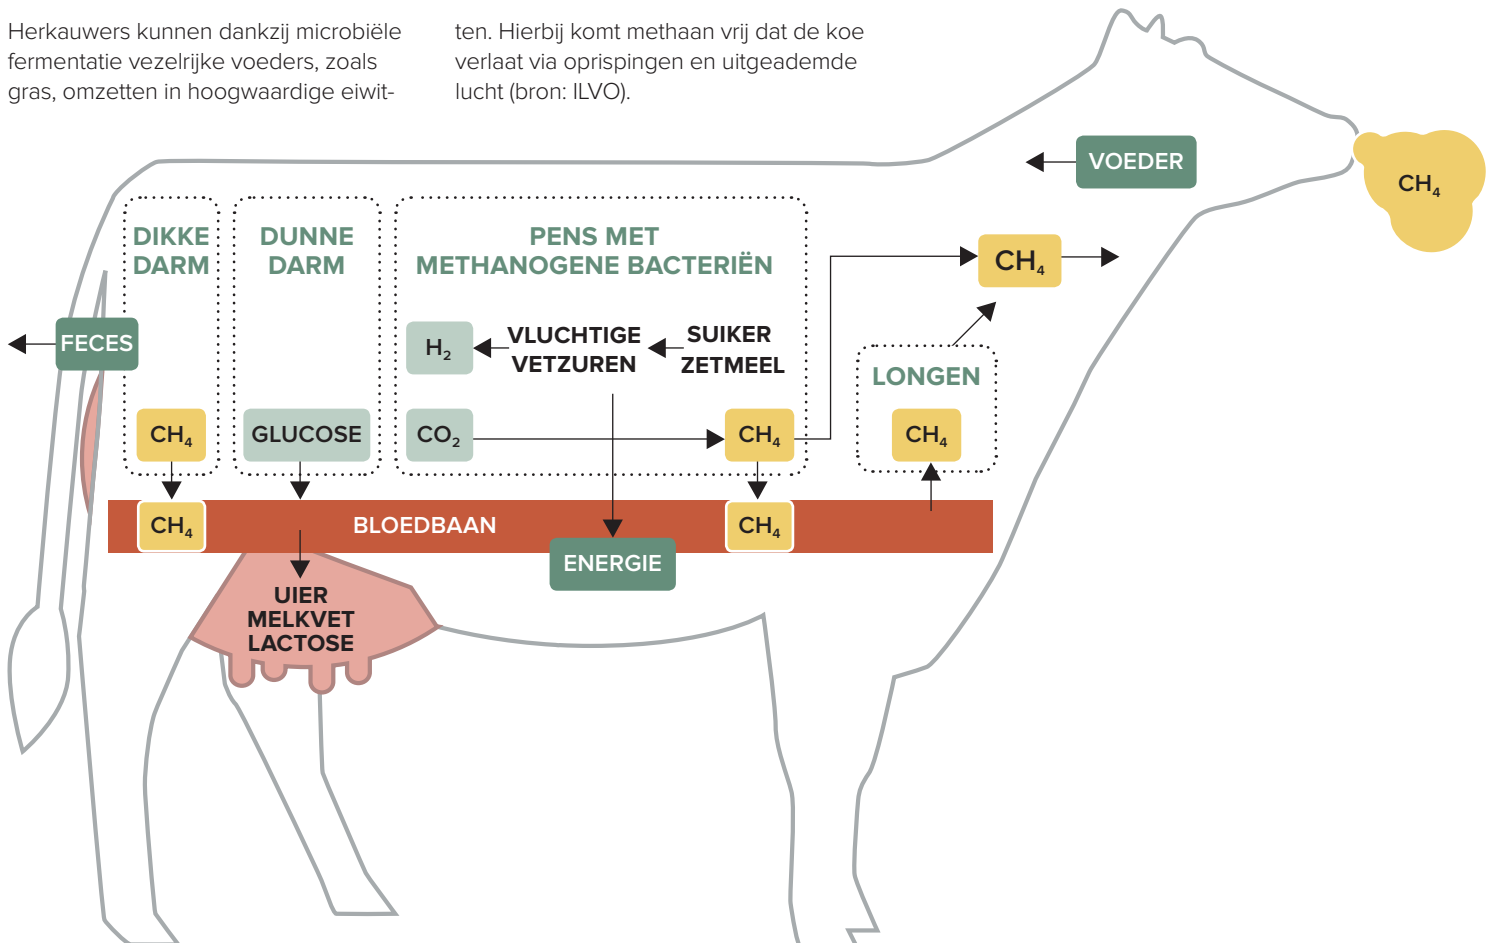 Herkauwers kunnen dankzij microbiële
fermentatie vezelrijke voeders, zoals
gras, omzetten in hoogwaardige eiwit-
ten. Hierbij komt methaan vrij dat de koe
verlaat via oprispingen en uitgeademde
lucht (bron: ILVO).
VOEDER
CH₄
DIKKE
DARM
DUNNE
DARM
PENS MET
METHANOGENE BACTERIËN
CH₄
FECES
H₂
VLUCHTIGE
VETZUREN
SUIKER
ZETMEEL
LONGEN
CH₄
GLUCOSE
CO₂
CH₄
CH₄
CH₄
BLOEDBAAN
CH₄
ENERGIE
UIER
MELKVET
LACTOSE